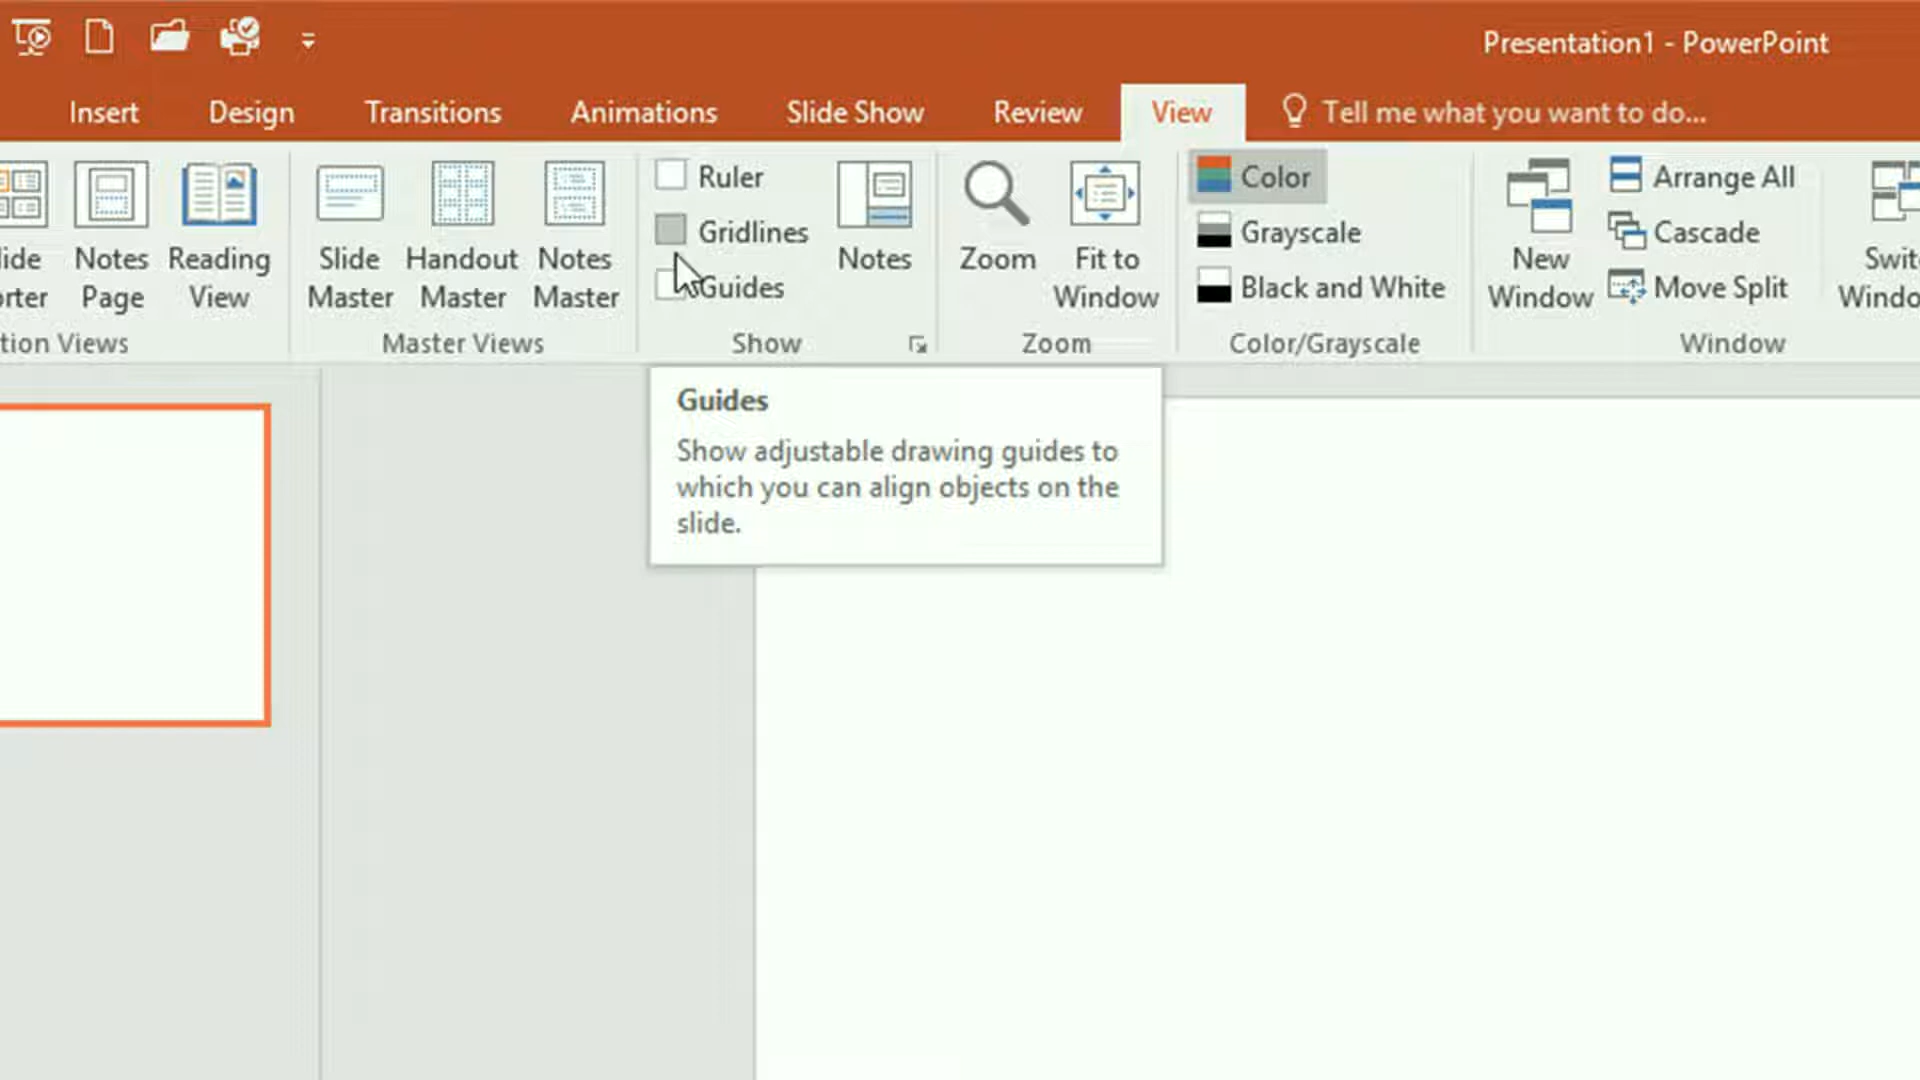 Presentation1 - PowerPoint
Insert Design Transitions Animations Slide Show Review View Tell me what you want to do...
Notes Page
Reading View
Slide Master
Handout Master
Notes Master
Ruler
Gridlines
Guides
Notes
Zoom
Fit to Window
Color
Grayscale
Black and White
New Window
Arrange All
Cascade
Move Split
Views Master Views Show Zoom Color/Grayscale Window
Guides
Show adjustable drawing guides to
which you can align objects on the
slide.